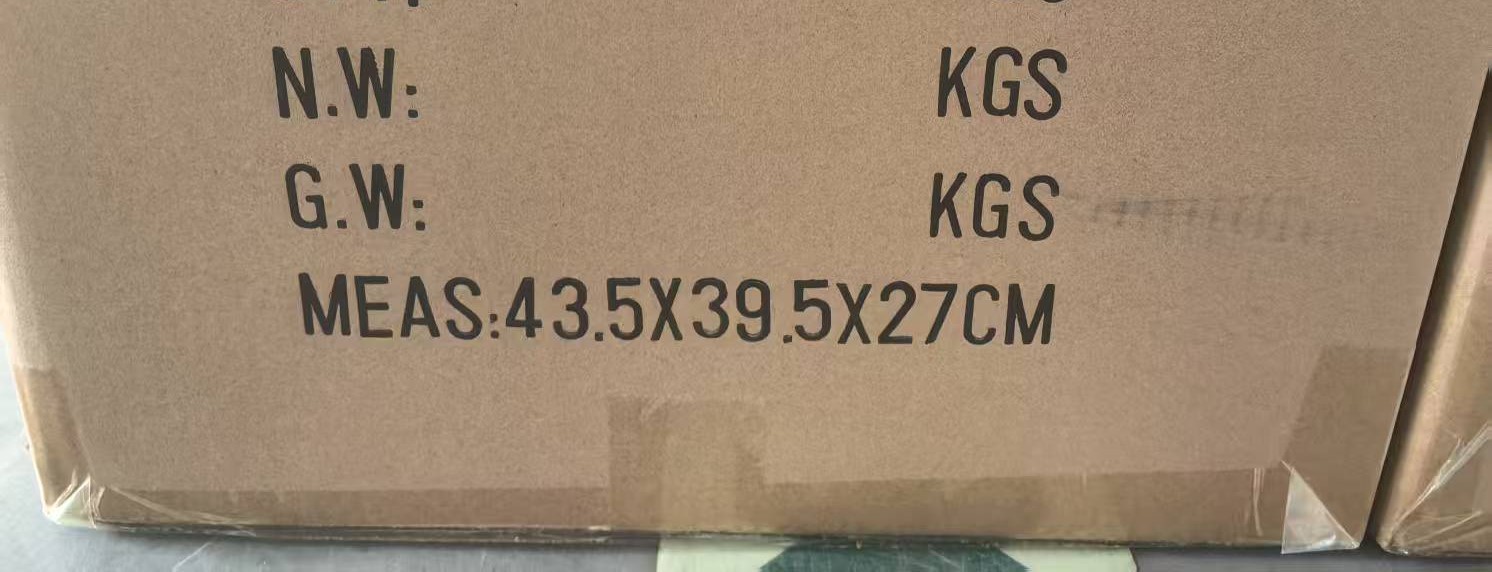 N.W: KGS
G.W: KGS
MEAS:43.5X39.5X27CM